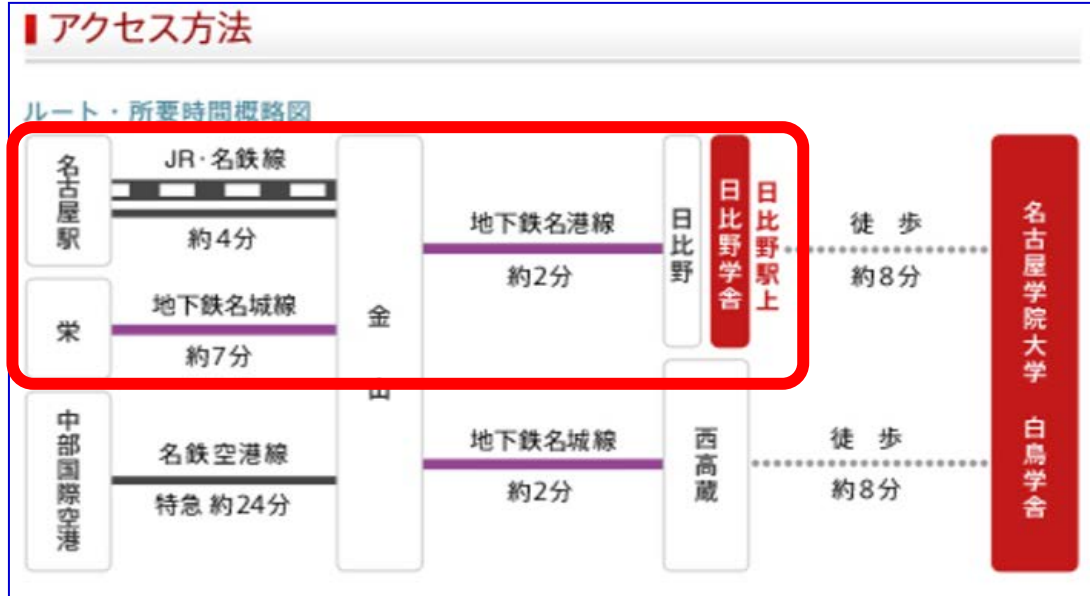 アクセス方法
ルート・所要時間概略図
名古屋駅
JR・名鉄線
約4分
栄
地下鉄名城線
約7分
中部国際空港
名鉄空港線
特急 約24分
金山
地下鉄名港線
約2分
日比野
日比野学舎
日比野駅上
徒歩
約8分
地下鉄名城線
約2分
西高蔵
徒歩
約8分
名古屋学院大学 白鳥学舎